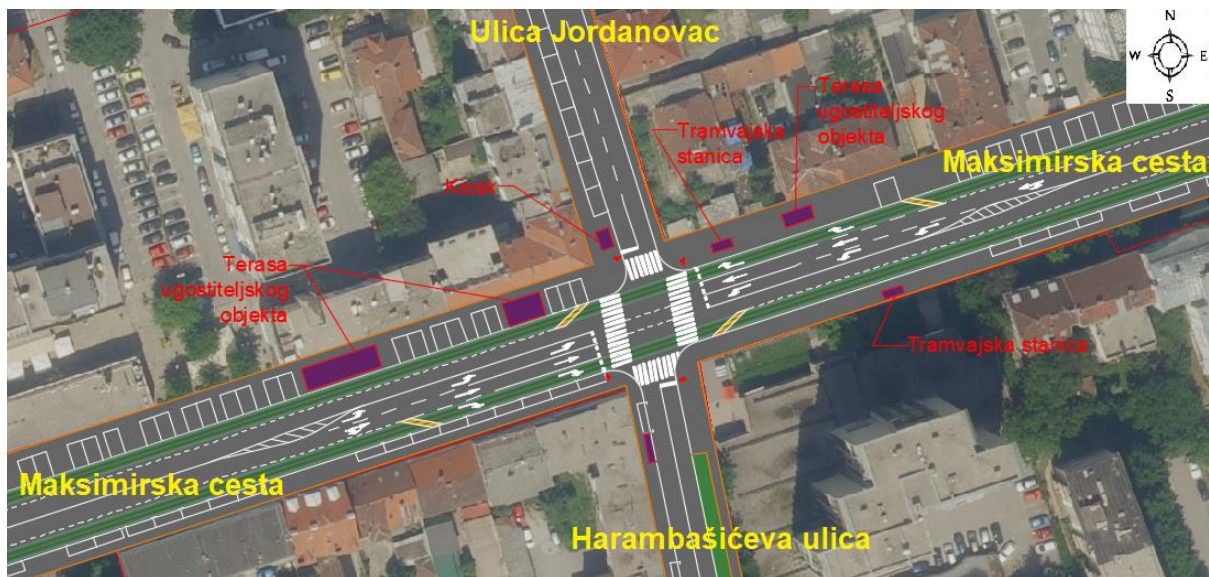 Ulica Jordanovac
N
W
E
S
Terasa
ugostiteljskog
objekta
Tramvajska
stanica
Maksimirska cesta
Kiosk
Terasa
ugostiteljskog
objekta
Tramvajska stanica
Maksimirska cesta
Harambašićeva ulica